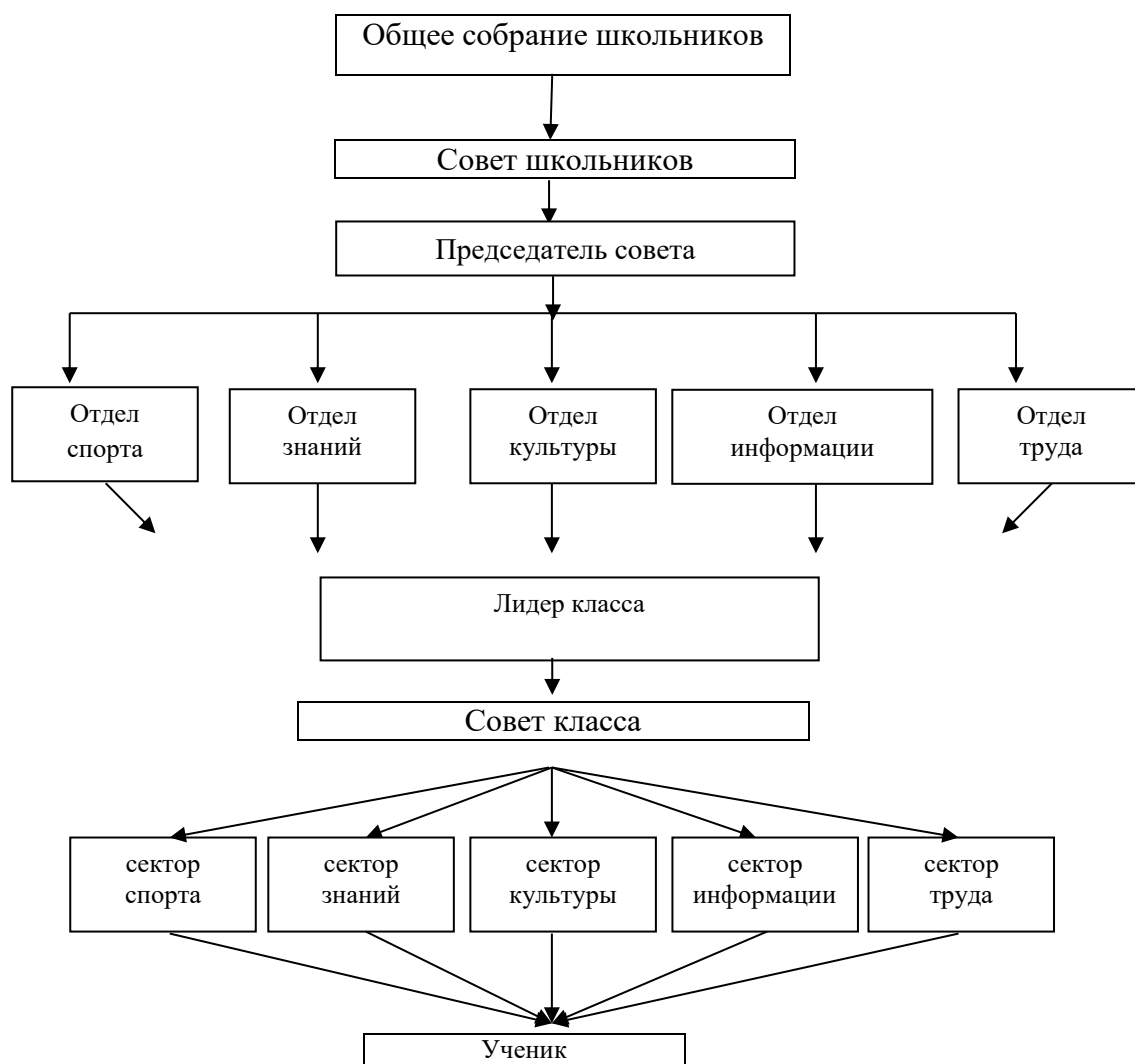 Общее собрание школьников
Совет школьников
Председатель совета
Отдел
спорта
Отдел
знаний
Отдел
культуры
Отдел
информации
Отдел
труда
Лидер класса
Совет класса
сектор
спорта
сектор
знаний
сектор
культуры
сектор
информации
сектор
труда
Ученик